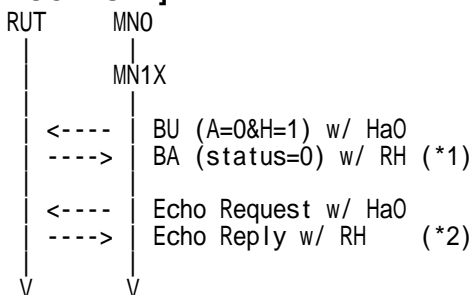 RUT MN0
| |
| MN1X
| |
| <---- | BU (A=0&H=1) w/ HaO
| ----> | BA (status=0) w/ RH (*1)
| |
| <---- | Echo Request w/ HaO
| ----> | Echo Reply w/ RH (*2)
| |
V V